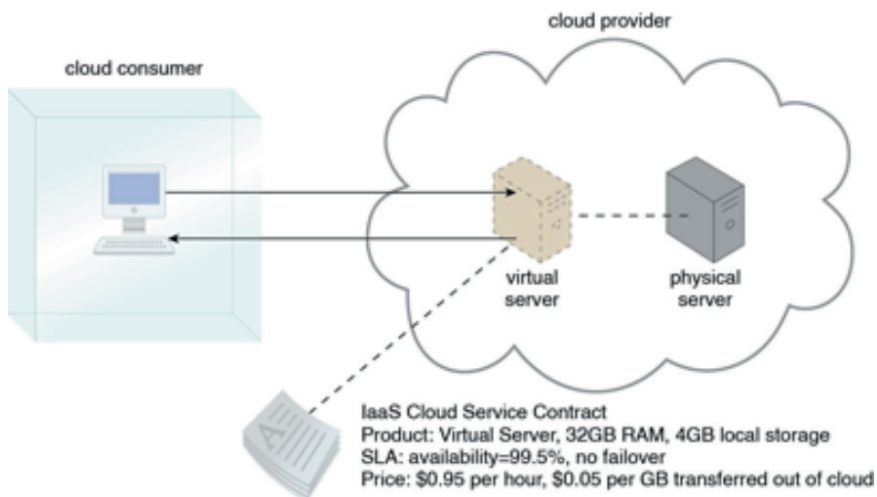 cloud provider
cloud consumer
virtual
server
physical
server
A
IaaS Cloud Service Contract
Product: Virtual Server, 32GB RAM, 4GB local storage
SLA: availability=99.5%, no failover
Price: $0.95 per hour, $0.05 per GB transferred out of cloud